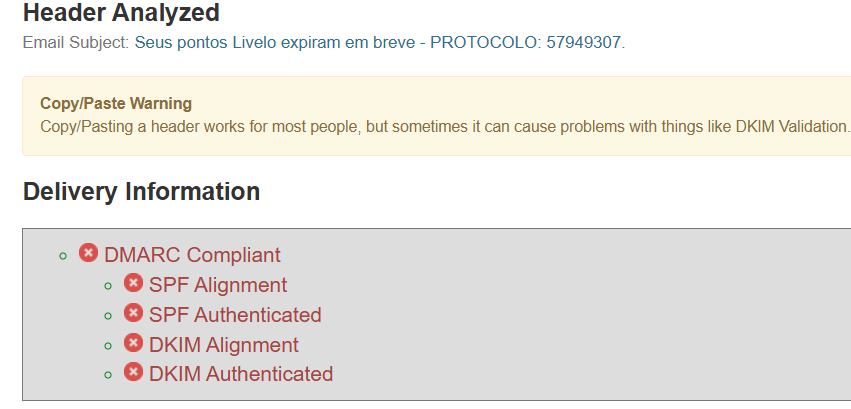 Header Analyzed
Email Subject: Seus pontos Livelo expiram em breve - PROTOCOLO: 57949307.
Copy/Paste Warning
Copy/Pasting a header works for most people, but sometimes it can cause problems with things like DKIM Validation.
Delivery Information
DMARC Compliant
SPF Alignment
SPF Authenticated
DKIM Alignment
DKIM Authenticated